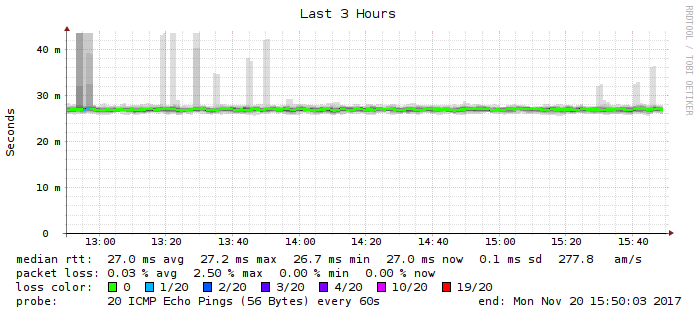 Last 3 Hours
RRDTOOL / TOBI OETIKER
Seconds
40 m
30 m
20 m
10 m
0
13:00 13:20 13:40 14:00 14:20 14:40 15:00 15:20 15:40
median rtt: 27.0 ms avg 27.2 ms max 26.7 ms min 27.0 ms now 0.1 ms sd 277.8 am/s
packet loss: 0.03 % avg 2.50 % max 0.00 % min 0.00 % now
loss color: 0 1/20 2/20 3/20 4/20 10/20 19/20
probe: 20 ICMP Echo Pings (56 Bytes) every 60s end: Mon Nov 20 15:50:03 2017